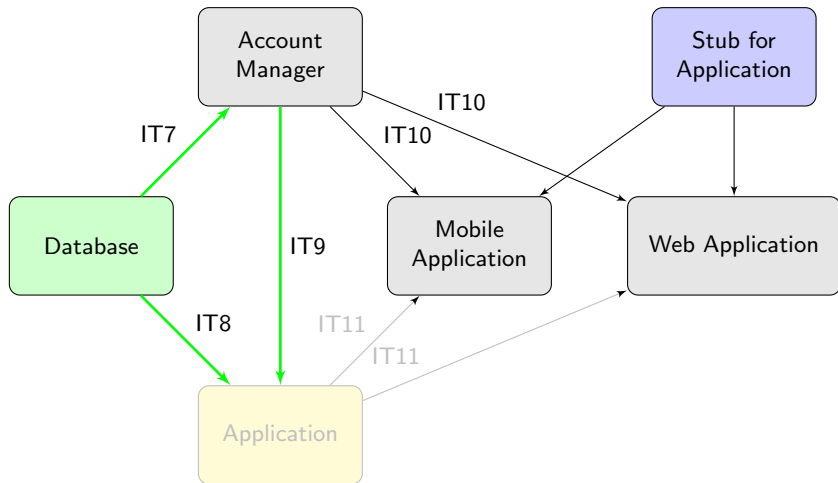 Account
Manager
Stub for
Application
IT10
IT7
IT10
Database
IT9
Mobile
Application
Web Application
IT8
IT11
IT11
Application